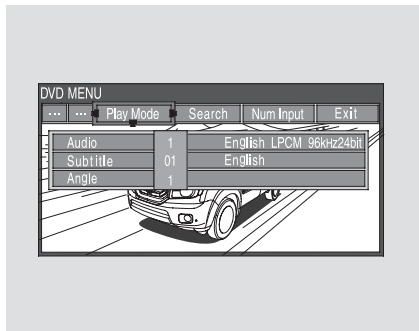 DVD MENU
... ... Play Mode Search Num Input Exit
Audio 1 English LPCM 96kHz24bit
Subtitle 01 English
Angle 1